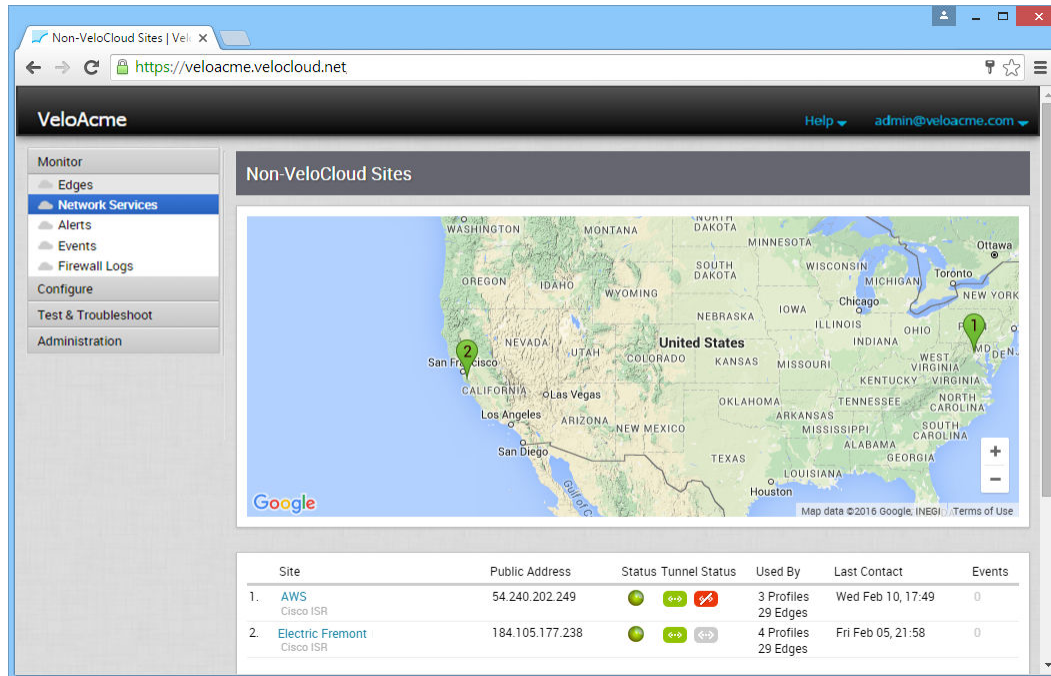 Non-VeloCloud Sites | Vel
https://veloacme.velocloud.net
VeloAcme
Help
admin@veloacme.com
Monitor
Edges
Network Services
Alerts
Events
Firewall Logs
Configure
Test & Troubleshoot
Administration
Non-VeloCloud Sites
WASHINGTON
MONTANA
NORTH
DAKOTA
MINNESOTA
Ottawa
OREGON
IDAHO
WYOMING
SOUTH
DAKOTA
WISCONSIN
MICHIGAN
Toronto
NEW YORK
NEBRASKA
IOWA
Chicago
ILLINOIS
INDIANA
OHIO
1
MD
DEN.
NEVADA
UTAH
COLORADO
United States
KANSAS
MISSOURI
WEST
VIRGINIA
KENTUCKY
VIRGINIA
2
San Francisco
CALIFORNIA
Las Vegas
OKLAHOMA
TENNESSEE
NORTH
CAROLINA
Los Angeles
ARIZONA
NEW MEXICO
ARKANSAS
MISSISSIPPI
SOUTH
CAROLINA
San Diego
TEXAS
ALABAMA
GEORGIA
LOUISIANA
Houston
Gulf of C
+
−
Google
Map data ©2016 Google, INEGI
Terms of Use
Site Public Address Status Tunnel Status Used By Last Contact Events
1. AWS 54.240.202.249 3 Profiles Wed Feb 10, 17:49 0
Cisco ISR 29 Edges
2. Electric Fremont 184.105.177.238 4 Profiles Fri Feb 05, 21:58 0
Cisco ISR 29 Edges